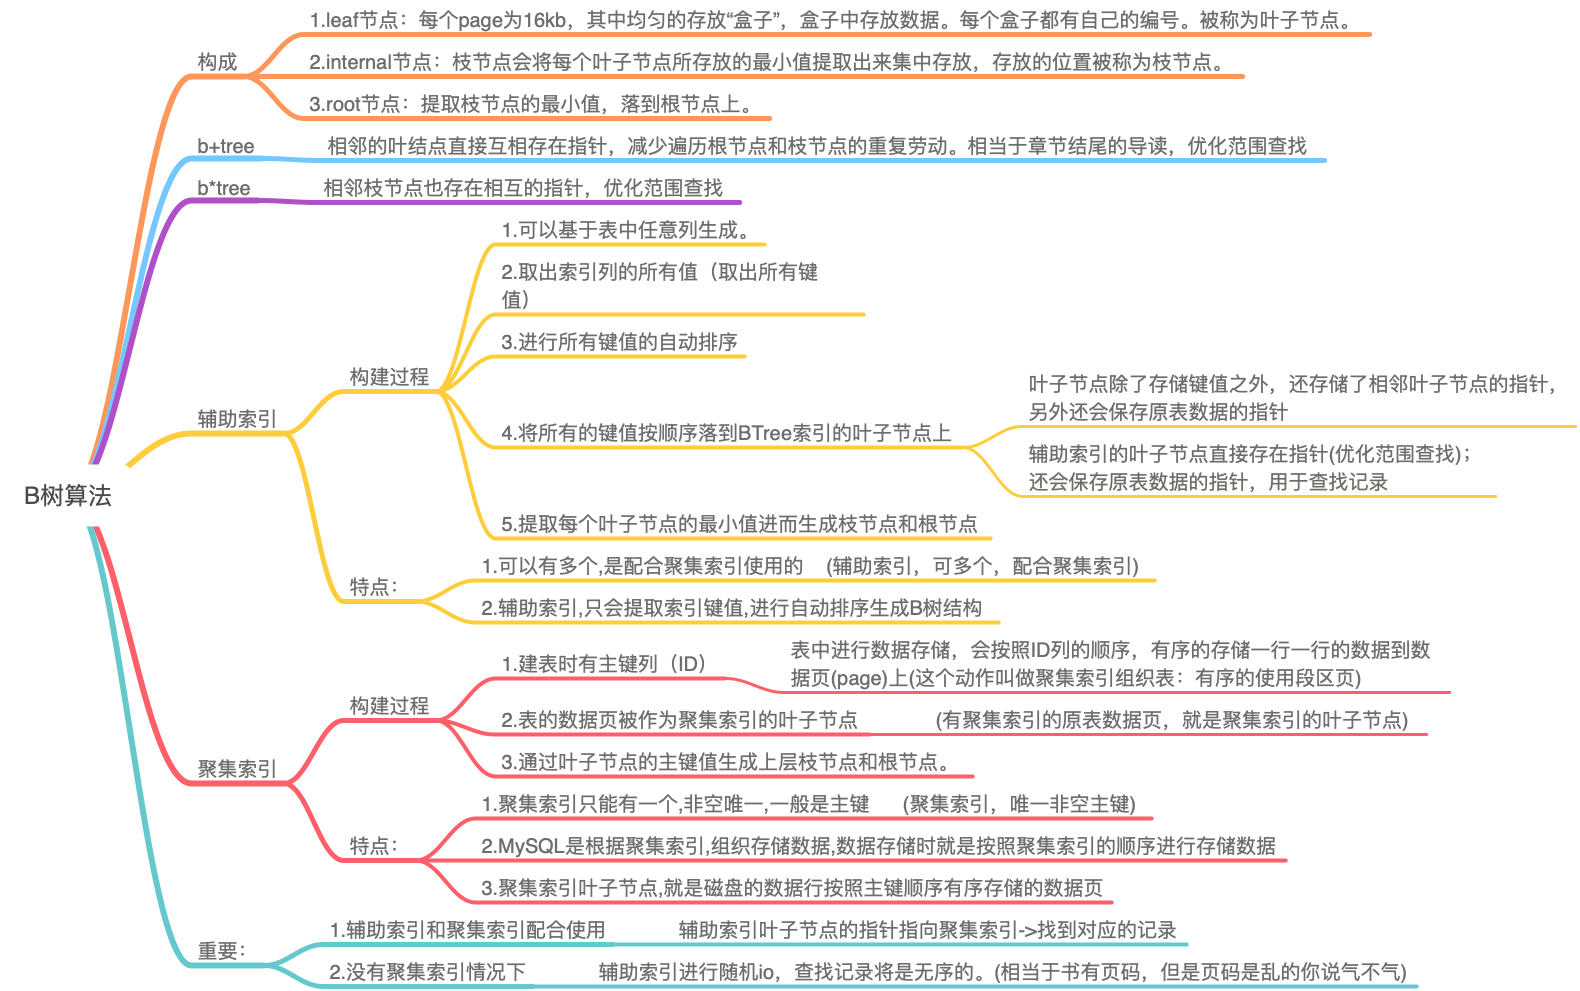 B树算法
构成
1.leaf节点：每个page为16kb，其中均匀的存放“盒子”，盒子中存放数据。每个盒子都有自己的编号。被称为叶子节点。
2.internal节点：枝节点会将每个叶子节点所存放的最小值提取出来集中存放，存放的位置被称为枝节点。
3.root节点：提取枝节点的最小值，落到根节点上。
b+tree
相邻的叶结点直接互相存在指针，减少遍历根节点和枝节点的重复劳动。相当于章节结尾的导读，优化范围查找
b*tree
相邻枝节点也存在相互的指针，优化范围查找
辅助索引
构建过程
1.可以基于表中任意列生成。
2.取出索引列的所有值（取出所有键
值）
3.进行所有键值的自动排序
4.将所有的键值按顺序落到BTree索引的叶子节点上
叶子节点除了存储键值之外，还存储了相邻叶子节点的指针，
另外还会保存原表数据的指针
辅助索引的叶子节点直接存在指针(优化范围查找)；
还会保存原表数据的指针，用于查找记录
5.提取每个叶子节点的最小值进而生成枝节点和根节点
特点：
1.可以有多个,是配合聚集索引使用的 (辅助索引，可多个，配合聚集索引)
2.辅助索引,只会提取索引键值,进行自动排序生成B树结构
聚集索引
构建过程
1.建表时有主键列（ID）
表中进行数据存储，会按照ID列的顺序，有序的存储一行一行的数据到数
据页(page)上(这个动作叫做聚集索引组织表：有序的使用段区页)
2.表的数据页被作为聚集索引的叶子节点
(有聚集索引的原表数据页，就是聚集索引的叶子节点)
3.通过叶子节点的主键值生成上层枝节点和根节点。
特点：
1.聚集索引只能有一个,非空唯一,一般是主键 (聚集索引，唯一非空主键)
2.MySQL是根据聚集索引,组织存储数据,数据存储时就是按照聚集索引的顺序进行存储数据
3.聚集索引叶子节点,就是磁盘的数据行按照主键顺序有序存储的数据页
重要：
1.辅助索引和聚集索引配合使用
辅助索引叶子节点的指针指向聚集索引->找到对应的记录
2.没有聚集索引情况下
辅助索引进行随机io，查找记录将是无序的。(相当于书有页码，但是页码是乱的你说气不气)